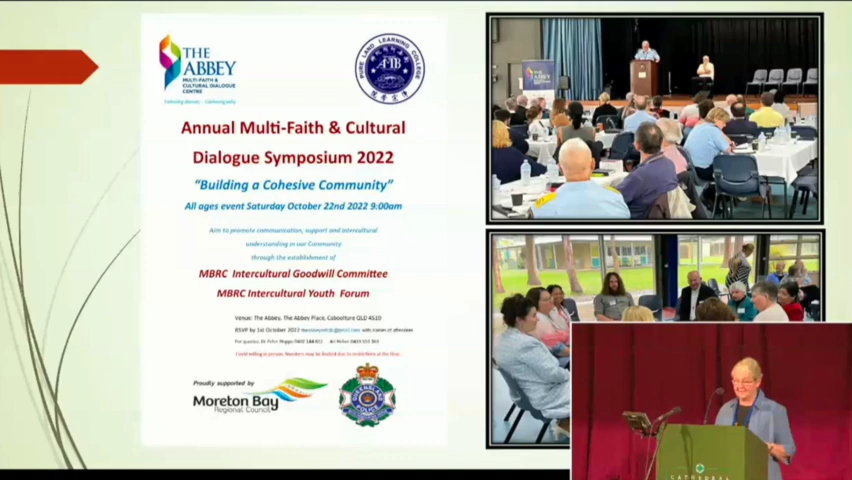 THE
ABBEY
MULTI-FAITH &
CULTURAL DIALOGUE
CENTRE
PURE LAND LEARNING COLLEGE
AMB
Annual Multi-Faith & Cultural
Dialogue Symposium 2022
"Building a Cohesive Community"
All ages event Saturday October 22nd 2022 9:00am
Aim to promote communication, support and intercultural
understanding in our Community
through the establishment of
MBRC Intercultural Goodwill Committee
MBRC Intercultural Youth Forum
Venue: The Abbey, The Abbey Place, Caboolture QLD 4510
RSVP by 1st October 2022
Proudly supported by
Moreton Bay
Regional Council
QUEENSLAND
POLICE
THE
ABBEY
CATHEDRAL